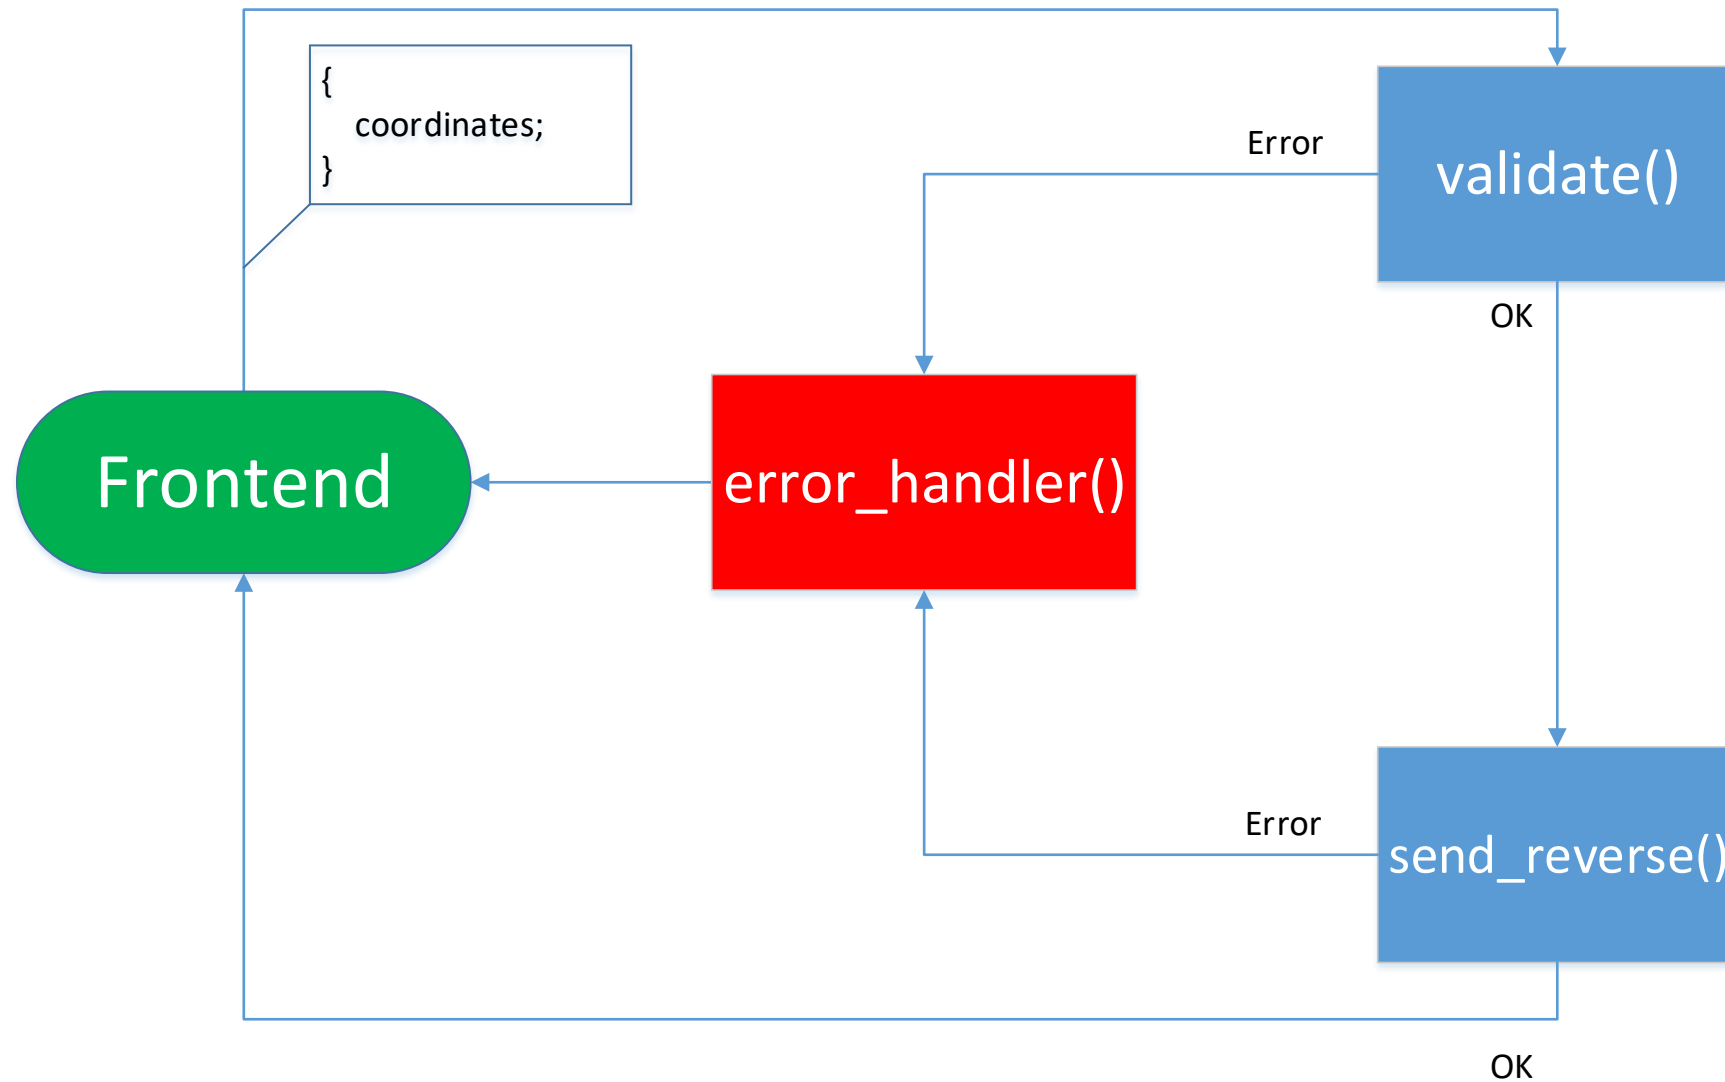 {
coordinates;
}
Error
validate()
OK
Frontend
error_handler()
Error
send_reverse()
OK